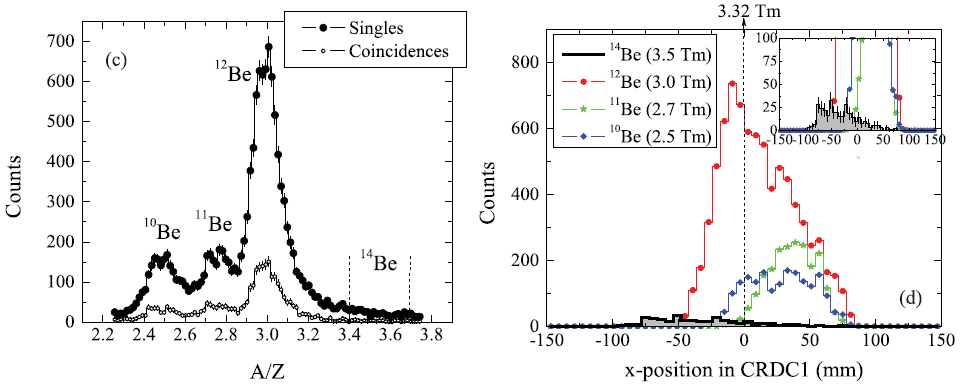 Singles
Coincidences
(c)
¹²Be
¹¹Be
¹⁰Be
¹⁴Be
700
600
500
400
300
200
100
0
Counts
2.2 2.4 2.6 2.8 3.0 3.2 3.4 3.6 3.8
A/Z
3.32 Tm
¹⁴Be (3.5 Tm)
¹²Be (3.0 Tm)
¹¹Be (2.7 Tm)
¹⁰Be (2.5 Tm)
100
75
50
25
0
-150 -100 -50 0 50 100 150
(d)
800
600
400
200
0
Counts
-150 -100 -50 0 50 100 150
x-position in CRDC1 (mm)